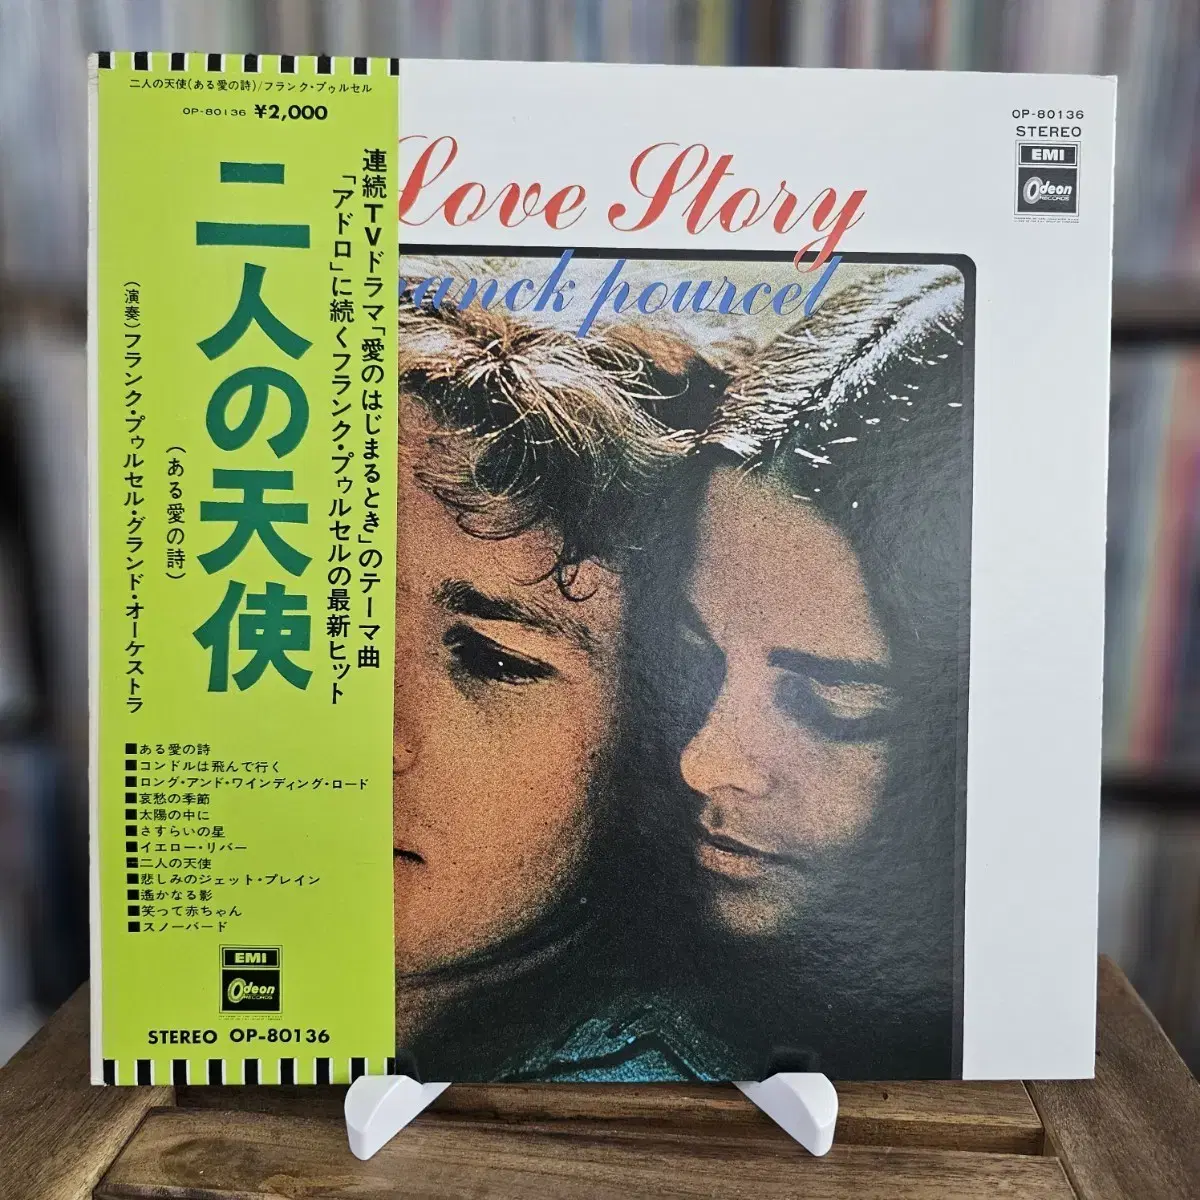 二人の天使(ある愛の詩)/フランク・プゥルセル
OP-80136 ¥2,000
連続TVドラマ「愛のはじまるとき」のテーマ曲
「アドロ」に続くフランク・プゥルセルの最新ヒット
二人の天使
(ある愛の詩)
(演奏)フランク・プゥルセル・グランド・オーケストラ
■ある愛の詩
■コンドルは飛んで行く
■ロング・アンド・ワインディング・ロード
■哀愁の季節
■太陽の中に
■さすらいの星
■イエロー・リバー
■二人の天使
■悲しみのジェット・プレイン
■遙かなる影
■笑って赤ちゃん
■スノーバード
EMI
Odeon
RECORDS
STEREO OP-80136
Love Story
anck pourcel
OP-80136
STEREO
EMI
Odeon
RECORDS